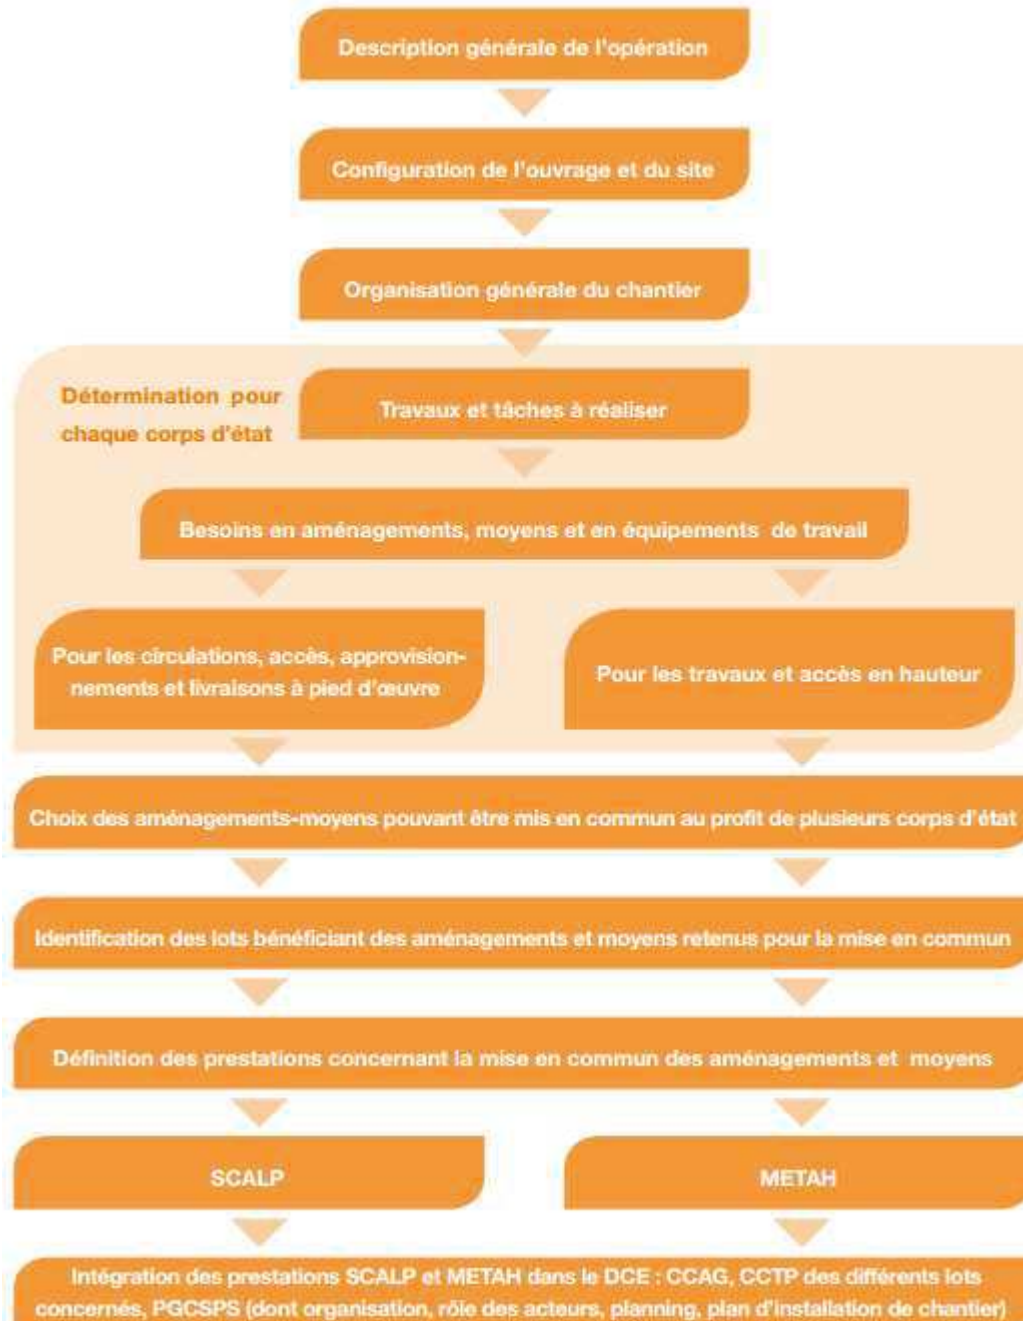 Description générale de l'opération
Configuration de l'ouvrage et du site
Organisation générale du chantier
Détermination pour
chaque corps d'état
Travaux et tâches à réaliser
Besoins en aménagements, moyens et en équipements de travail
Pour les circulations, accès, approvision-
nements et livraisons à pied d'œuvre
Pour les travaux et accès en hauteur
Choix des aménagements-moyens pouvant être mis en commun au profit de plusieurs corps d'état
Identification des lots bénéficiant des aménagements et moyens retenus pour la mise en commun
Définition des prestations concernant la mise en commun des aménagements et moyens
SCALP
METAH
Intégration des prestations SCALP et METAH dans le DCE : CCAG, CCTP des différents lots
concernés, PGCSPS (dont organisation, rôle des acteurs, planning, plan d'installation de chantier)